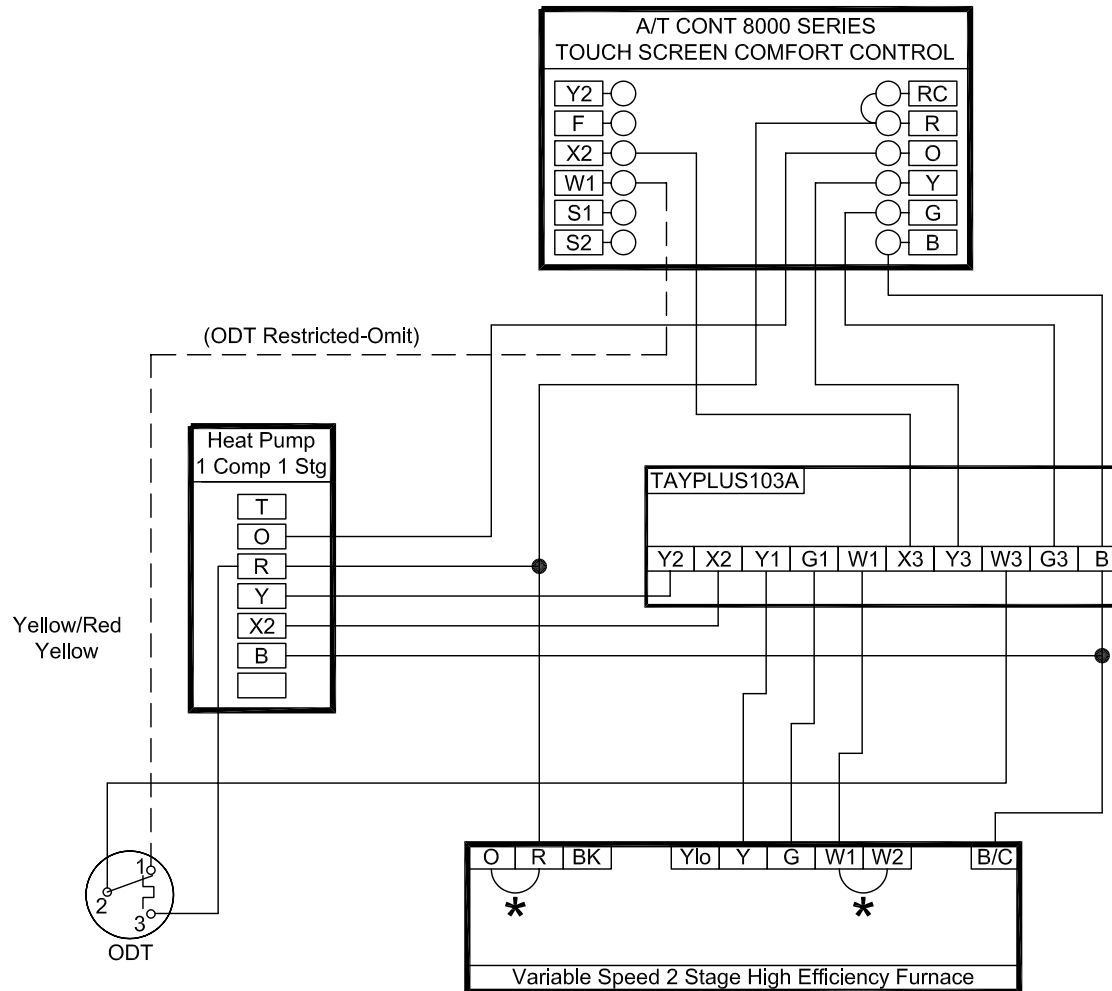 A/T CONT 8000 SERIES
TOUCH SCREEN COMFORT CONTROL
Y2
F
X2
W1
S1
S2
RC
R
O
Y
G
B
(ODT Restricted-Omit)
Heat Pump
1 Comp 1 Stg
T
O
R
Y
X2
B
TAYPLUS103A
Y2 X2 Y1 G1 W1 X3 Y3 W3 G3 B
Yellow/Red
Yellow
1
2
3
ODT
O R BK Ylo Y G W1 W2 B/C
* *
Variable Speed 2 Stage High Efficiency Furnace